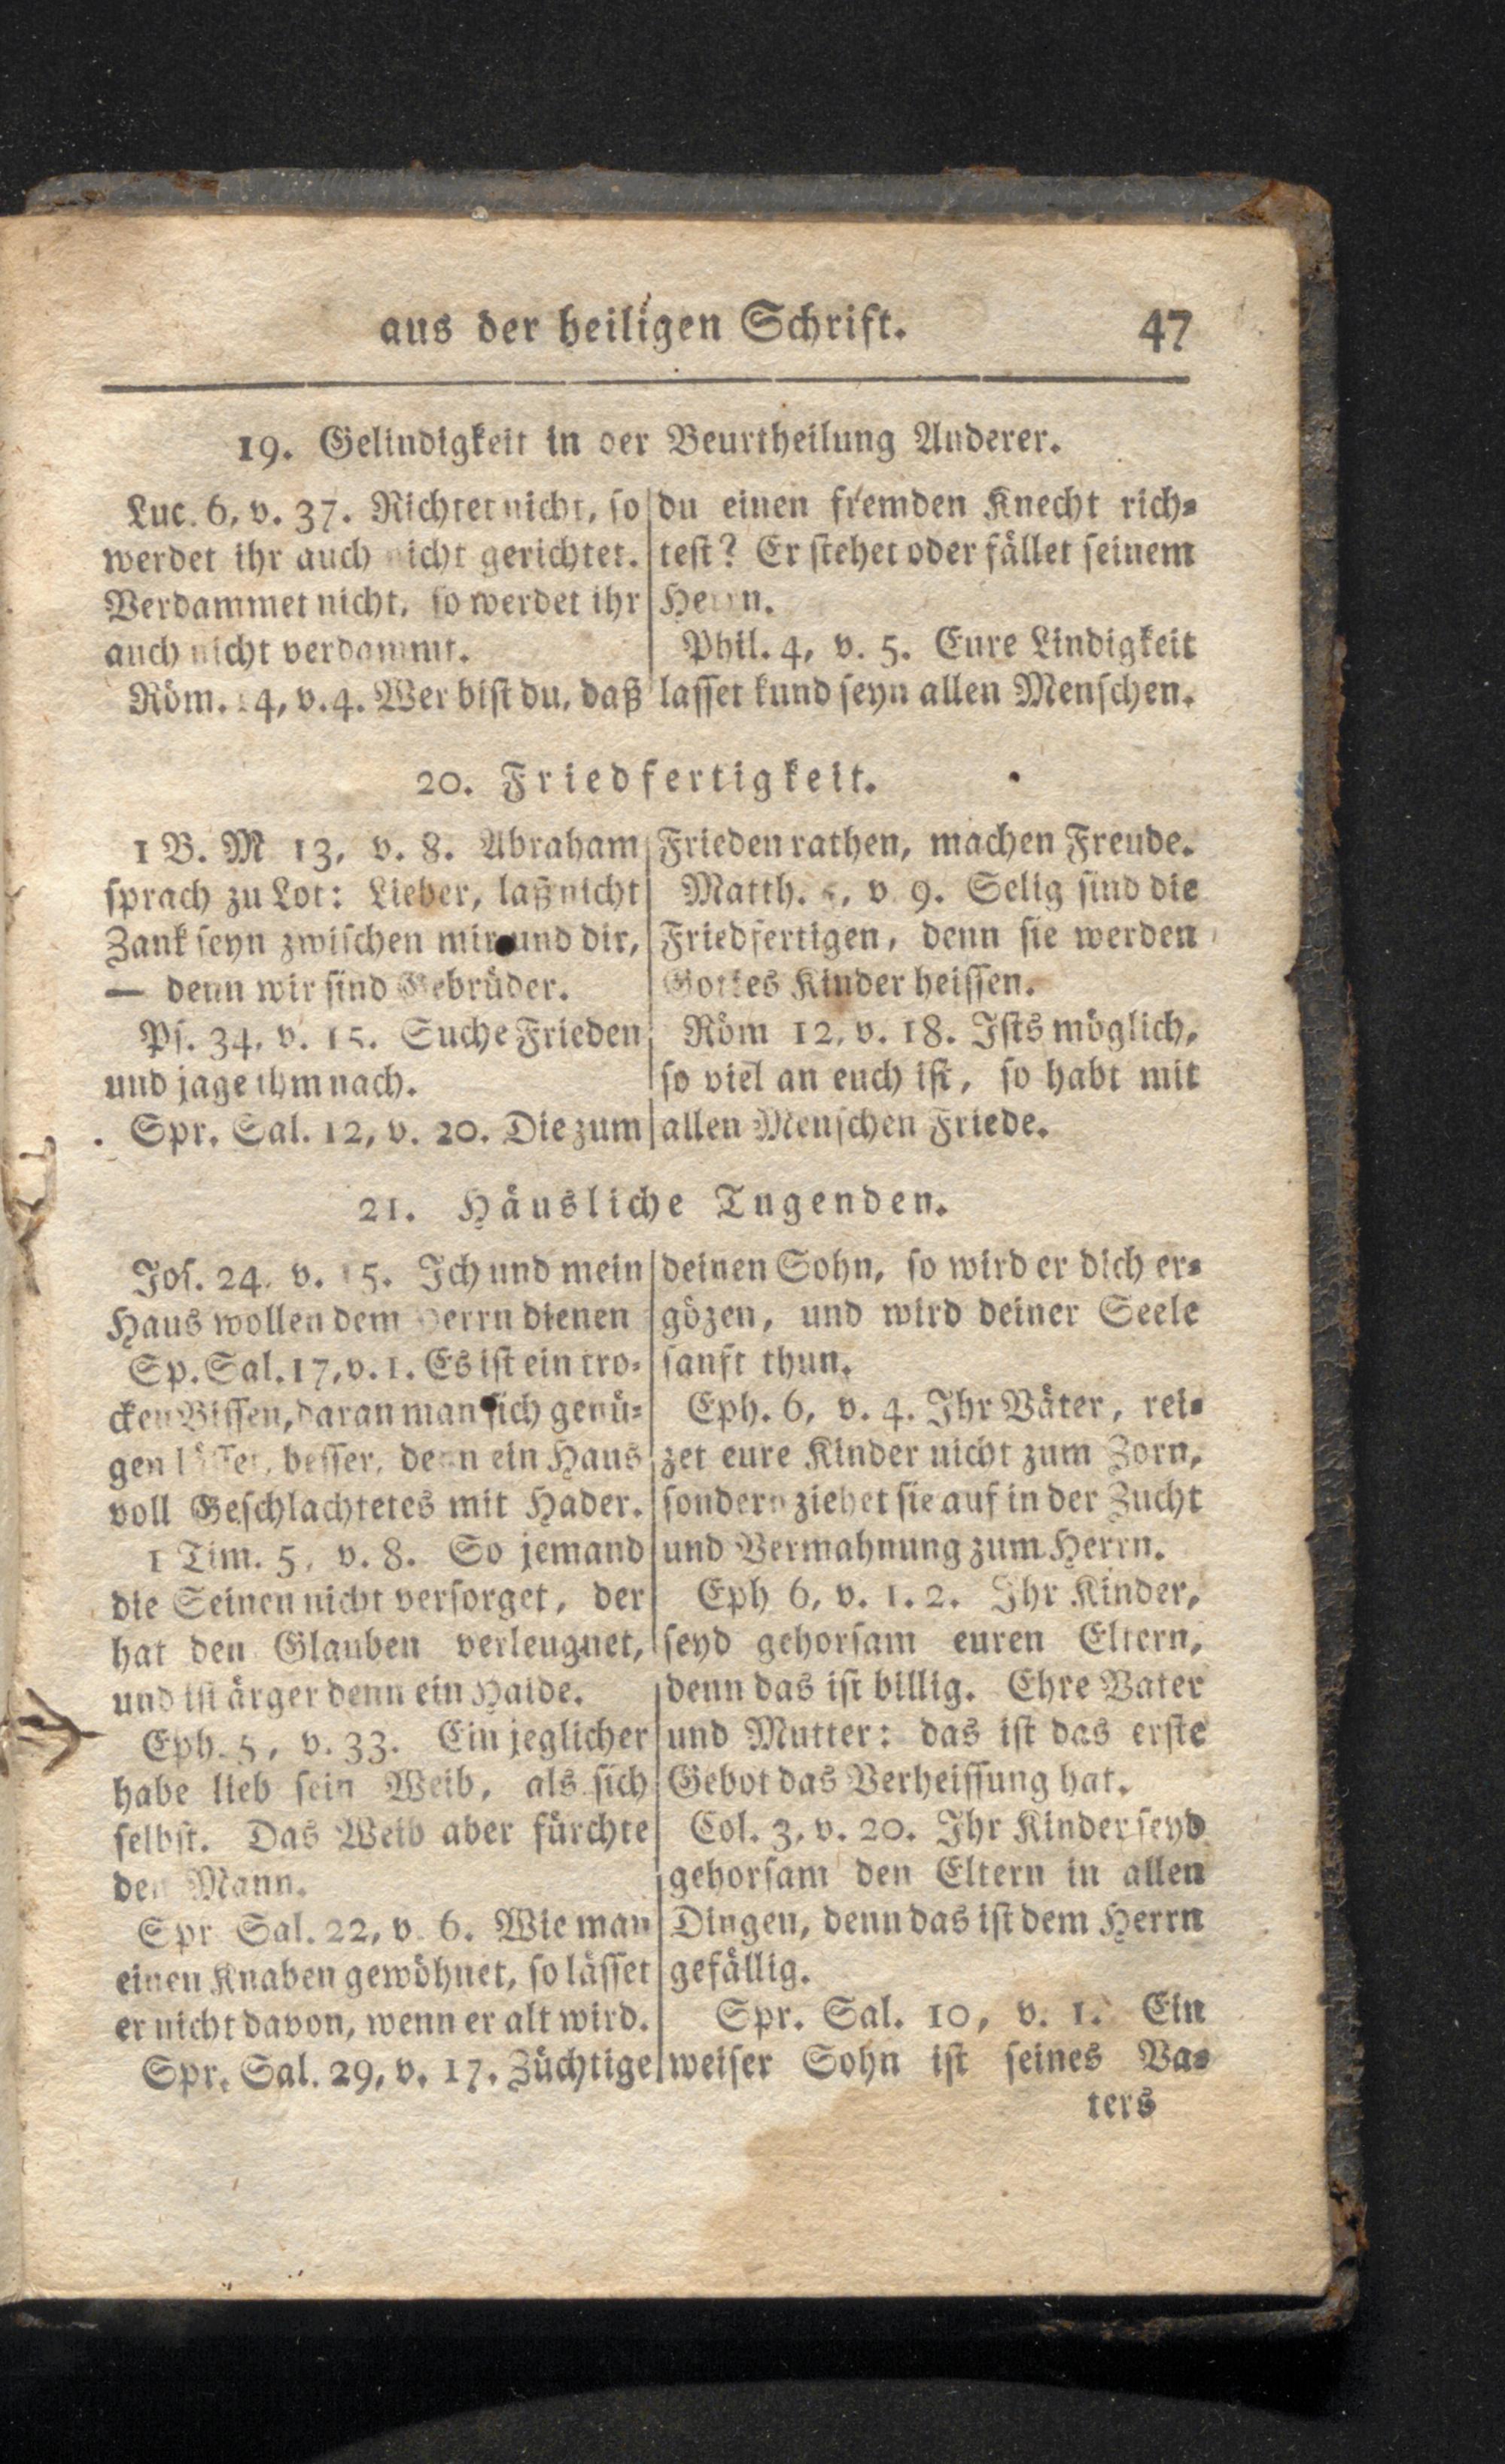 aus der heiligen Schrift. 47
19. Gelindigkeit in der Beurtheilung Anderer.
Luc. 6, v. 37. Richtet nicht, so
werdet ihr auch nicht gerichtet.
Verdammet nicht, so werdet ihr
auch nicht verdammt.
Röm. 14, v. 4. Wer bist du, daß
du einen fremden Knecht rich-
test? Er stehet oder fället seinem
Herrn.
Phil. 4, v. 5. Eure Lindigkeit
lasset kund seyn allen Menschen.
20. Friedfertigkeit.
1 B. M 13, v. 8. Abraham
sprach zu Lot: Lieber, laß nicht
Zank seyn zwischen mir und dir,
— denn wir sind Gebrüder.
Ps. 34, v. 15. Suche Frieden
und jage ihm nach.
Spr. Sal. 12, v. 20. Die zum
Frieden rathen, machen Freude.
Matth. 5, v. 9. Selig sind die
Friedfertigen, denn sie werden
Gottes Kinder heissen.
Röm 12, v. 18. Ists möglich,
so viel an euch ist, so habt mit
allen Menschen Friede.
21. Häusliche Tugenden.
Jos. 24. v. 15. Ich und mein
Haus wollen dem Herrn dienen
Sp. Sal. 17, v. 1. Es ist ein tro-
cken Bissen, daran man sich genü-
gen lässet, besser, denn ein Haus
voll Geschlachtetes mit Hader.
1 Tim. 5, v. 8. So jemand
die Seinen nicht versorget, der
hat den Glauben verleugnet,
und ist ärger denn ein Haide.
Eph. 5, v. 33. Ein jeglicher
habe lieb sein Weib, als sich
selbst. Das Weib aber fürchte
den Mann.
Spr Sal. 22, v. 6. Wie man
einen Knaben gewöhnet, so lässet
er nicht davon, wenn er alt wird.
Spr. Sal. 29, v. 17. Züchtige
deinen Sohn, so wird er dich er-
gözen, und wird deiner Seele
sanft thun.
Eph. 6, v. 4. Ihr Väter, rei-
zet eure Kinder nicht zum Zorn,
sondern ziehet sie auf in der Zucht
und Vermahnung zum Herrn.
Eph 6, v. 1. 2. Ihr Kinder,
seyd gehorsam euren Eltern,
denn das ist billig. Ehre Vater
und Mutter: das ist das erste
Gebot das Verheissung hat.
Col. 3, v. 20. Ihr Kinder seyd
gehorsam den Eltern in allen
Dingen, denn das ist dem Herrn
gefällig.
Spr. Sal. 10, v. 1. Ein
weiser Sohn ist seines Va-
ters